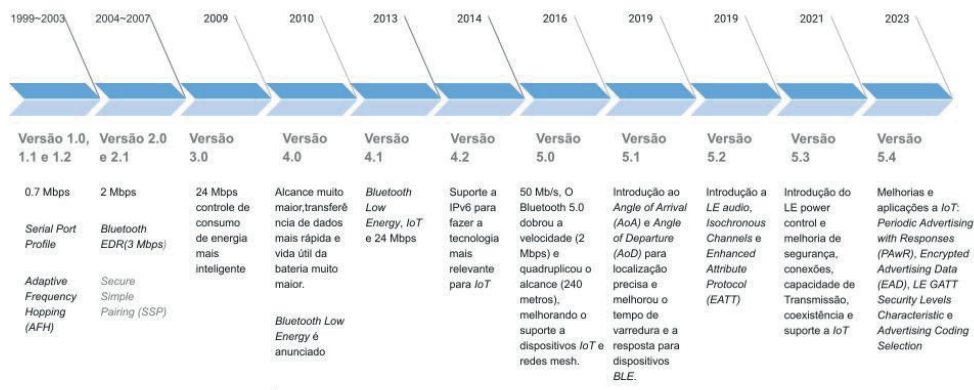 1999~2003
2004~2007
2009
2010
2013
2014
2016
2019
2019
2021
2023
Versão 1.0,
1.1 e 1.2
0.7 Mbps
Serial Port
Profile
Adaptive
Frequency
Hopping
(AFH)
Versão 2.0
e 2.1
2 Mbps
Bluetooth
EDR(3 Mbps)
Secure
Simple
Pairing (SSP)
Versão
3.0
24 Mbps
controle de
consumo
de energia
mais
inteligente
Versão
4.0
Alcance muito
maior,transferê
ncia de dados
mais rápida e
vida útil da
bateria muito
maior.
Bluetooth Low
Energy é
anunciado
Versão
4.1
Bluetooth
Low
Energy, IoT
e 24 Mbps
Versão
4.2
Suporte a
IPv6 para
fazer a
tecnologia
mais
relevante
para IoT
Versão
5.0
50 Mb/s, O
Bluetooth 5.0
dobrou a
velocidade (2
Mbps) e
quadruplicou o
alcance (240
metros),
melhorando o
suporte a
dispositivos IoT e
redes mesh.
Versão
5.1
Introdução ao
Angle of Arrival
(AoA) e Angle
of Departure
(AoD) para
localização
precisa e
melhorou o
tempo de
varredura e a
resposta para
dispositivos
BLE.
Versão
5.2
Introdução a
LE audio,
Isochronous
Channels e
Enhanced
Attribute
Protocol
(EATT)
Versão
5.3
Introdução do
LE power
control e
melhoria de
segurança,
conexões,
capacidade de
Transmissão,
coexistência e
suporte a IoT
Versão
5.4
Melhorias e
aplicações a IoT:
Periodic Advertising
with Responses
(PAwR), Encrypted
Advertising Data
(EAD), LE GATT
Security Levels
Characteristic e
Advertising Coding
Selection